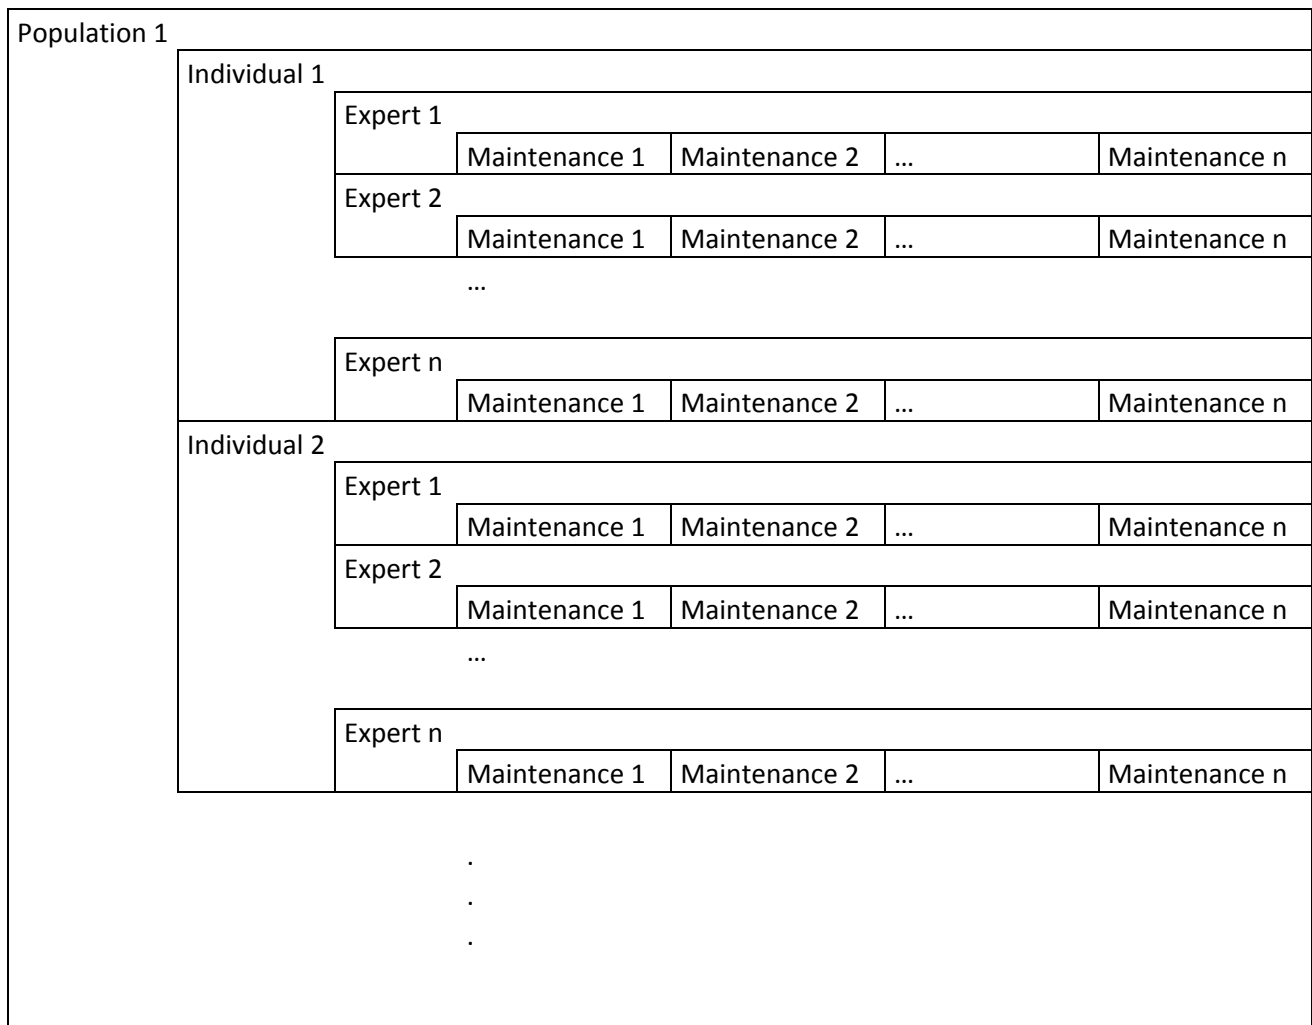 Population 1
Individual 1
Expert 1
Maintenance 1 Maintenance 2 … Maintenance n
Expert 2
Maintenance 1 Maintenance 2 … Maintenance n
…
Expert n
Maintenance 1 Maintenance 2 … Maintenance n
Individual 2
Expert 1
Maintenance 1 Maintenance 2 … Maintenance n
Expert 2
Maintenance 1 Maintenance 2 … Maintenance n
…
Expert n
Maintenance 1 Maintenance 2 … Maintenance n
.
.
.